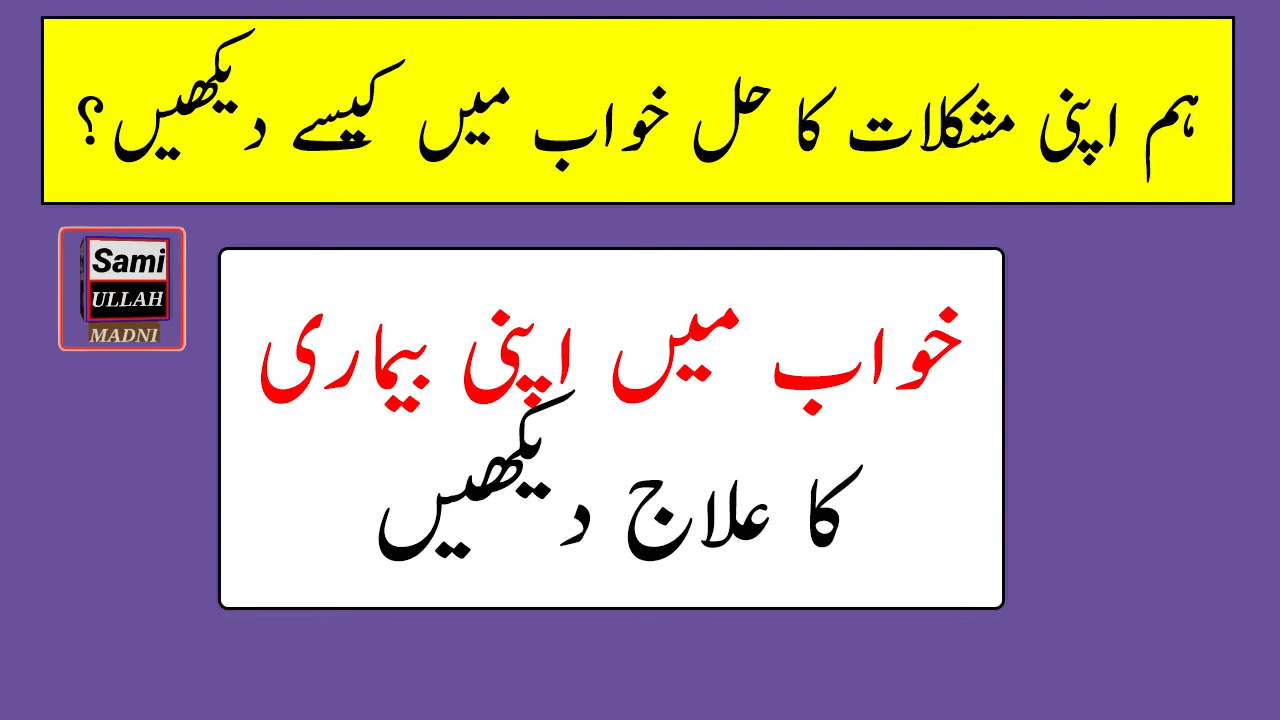 ہم اپنی مشکلات کا حل خواب میں کیسے دیکھیں؟
Sami
ULLAH
MADNI
خواب میں اپنی بیماری
کا علاج دیکھیں